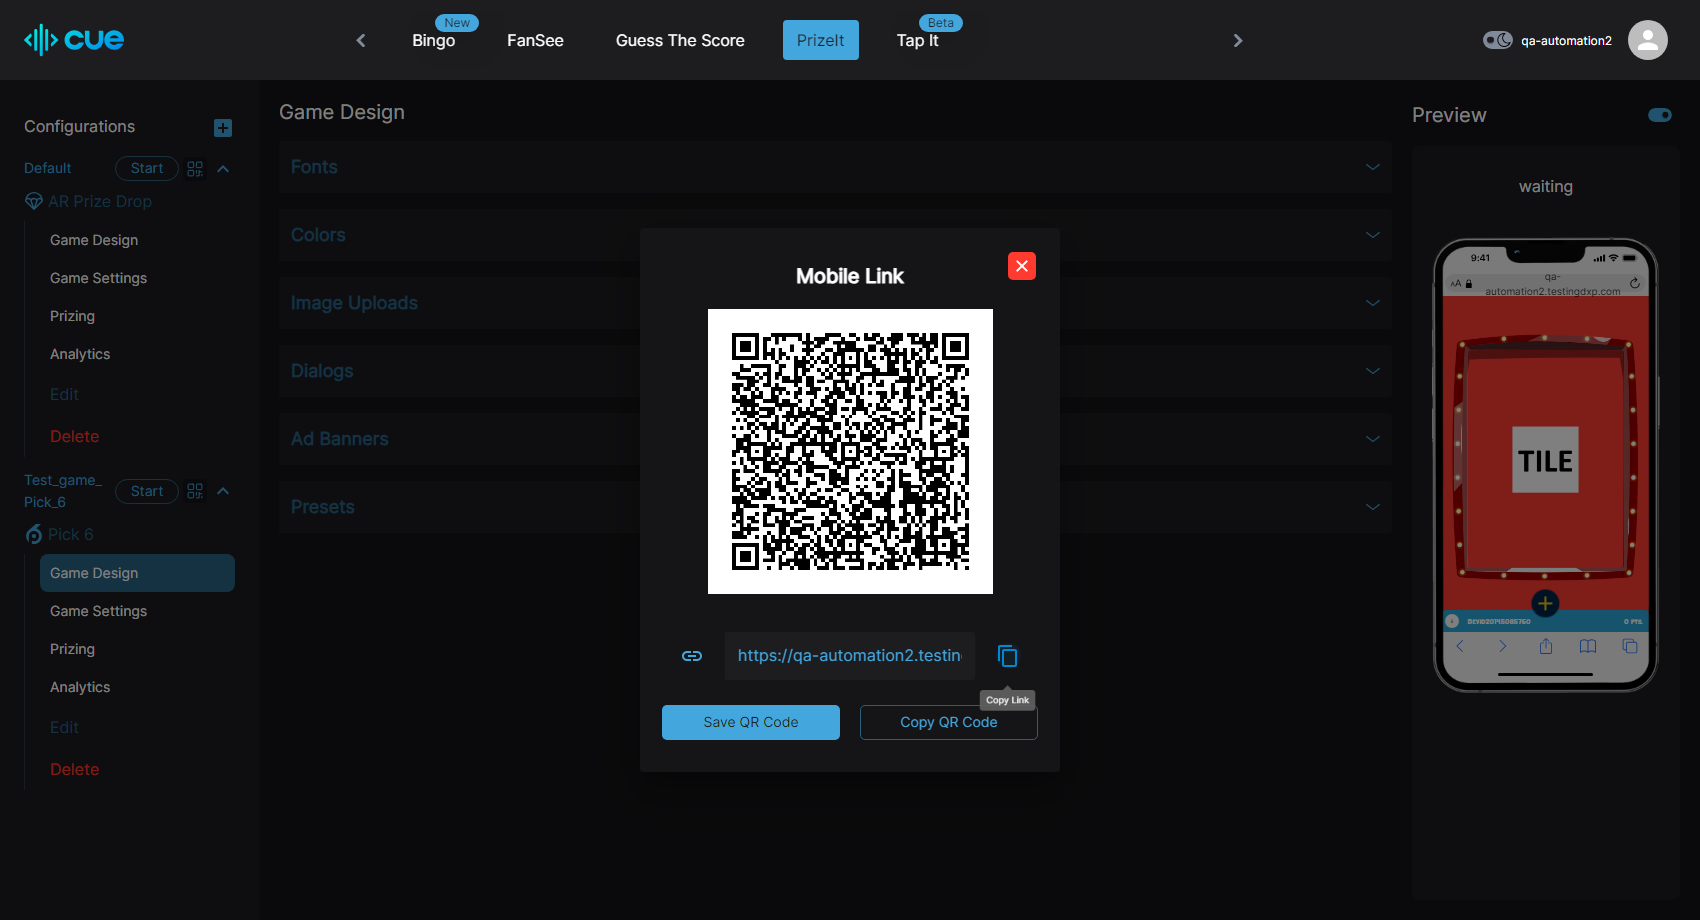 cue
Bingo
New
FanSee
Guess The Score
PrizeIt
Tap It
Beta
qa-automation2
Configurations
Default
Start
AR Prize Drop
Game Design
Game Settings
Prizing
Analytics
Edit
Delete
Test_game_
Pick_6
Start
Pick 6
Game Design
Game Settings
Prizing
Analytics
Edit
Delete
Game Design
Fonts
Colors
Image Uploads
Dialogs
Ad Banners
Presets
Mobile Link
https://qa-automation2.testin
Copy Link
Save QR Code
Copy QR Code
Preview
waiting
9:41
AA
qa-
automation2.testingdxp.com
TILE
0 PTS.